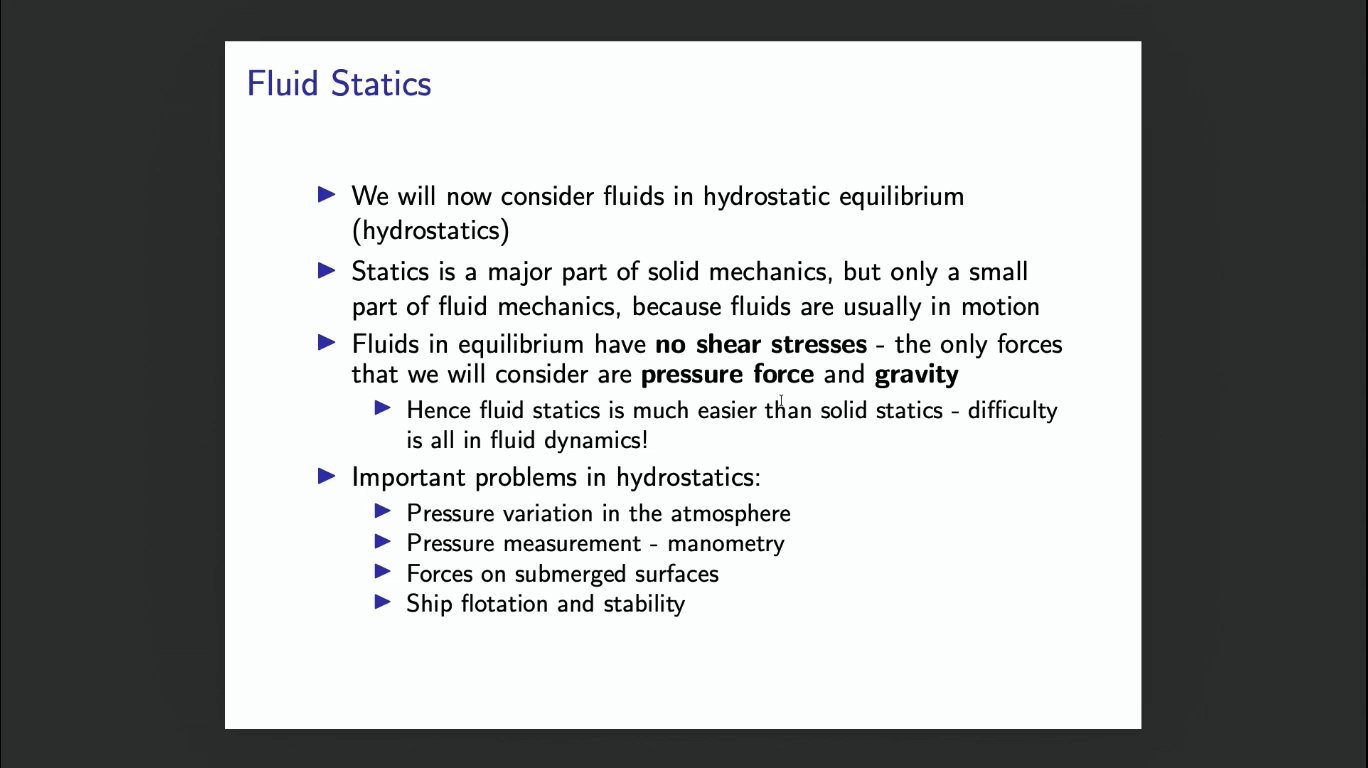 Fluid Statics
We will now consider fluids in hydrostatic equilibrium
(hydrostatics)
Statics is a major part of solid mechanics, but only a small
part of fluid mechanics, because fluids are usually in motion
Fluids in equilibrium have no shear stresses - the only forces
that we will consider are pressure force and gravity
Hence fluid statics is much easier than solid statics - difficulty
is all in fluid dynamics!
Important problems in hydrostatics:
Pressure variation in the atmosphere
Pressure measurement - manometry
Forces on submerged surfaces
Ship flotation and stability